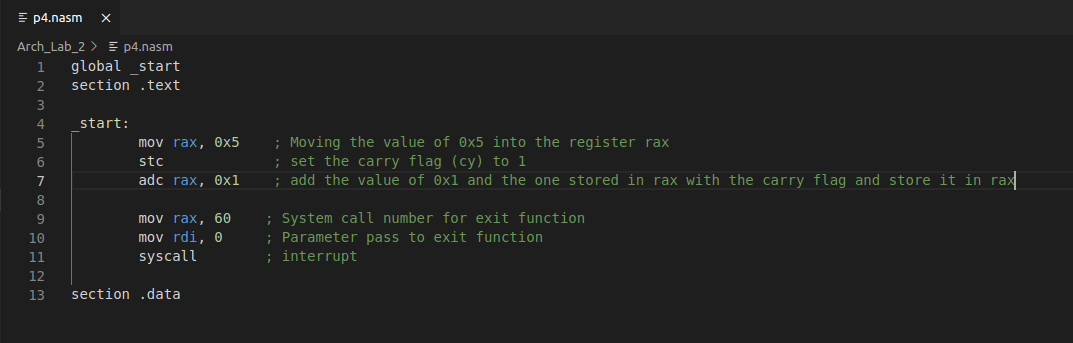 p4.nasm ×
Arch_Lab_2 > p4.nasm
1 global _start
2 section .text
3
4 _start:
5 mov rax, 0x5 ; Moving the value of 0x5 into the register rax
6 stc ; set the carry flag (cy) to 1
7 adc rax, 0x1 ; add the value of 0x1 and the one stored in rax with the carry flag and store it in rax
8
9 mov rax, 60 ; System call number for exit function
10 mov rdi, 0 ; Parameter pass to exit function
11 syscall ; interrupt
12
13 section .data